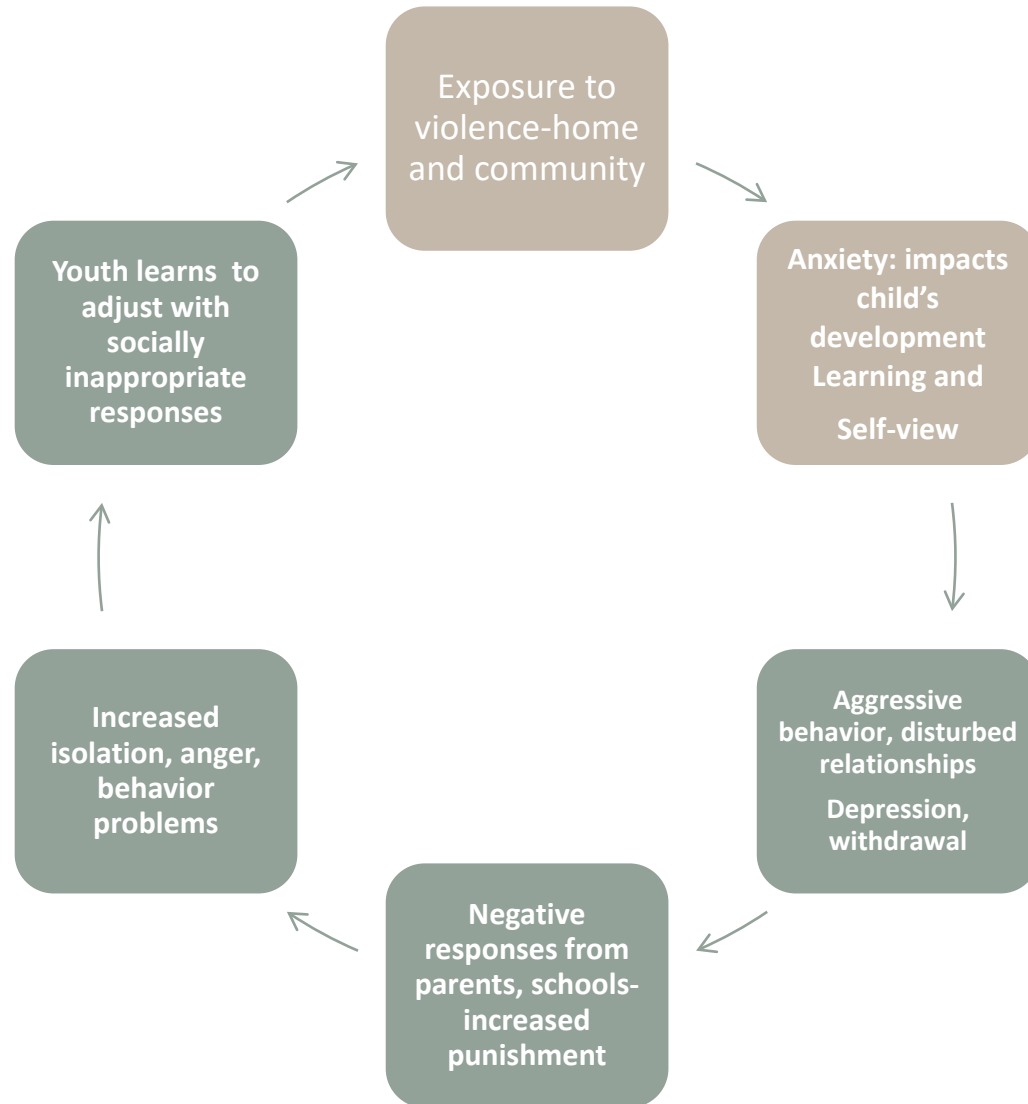 Exposure to
violence-home
and community
Anxiety: impacts
child’s
development
Learning and
Self-view
Aggressive
behavior, disturbed
relationships
Depression,
withdrawal
Negative
responses from
parents, schools-
increased
punishment
Increased
isolation, anger,
behavior
problems
Youth learns  to
adjust with
socially
inappropriate
responses